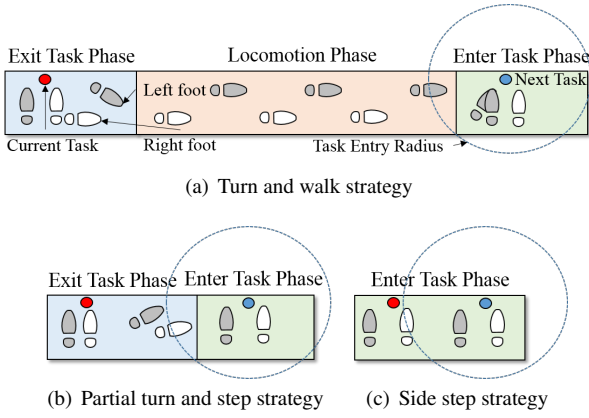 Exit Task Phase Locomotion Phase Enter Task Phase
Next Task
Left foot
Current Task Right foot Task Entry Radius
(a) Turn and walk strategy
Exit Task Phase Enter Task Phase Enter Task Phase
(b) Partial turn and step strategy (c) Side step strategy